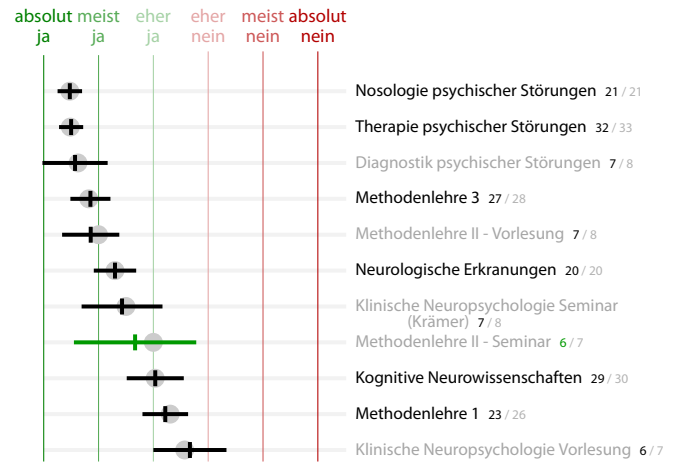 absolut meist eher eher meist absolut
ja ja ja nein nein nein
Nosologie psychischer Störungen 21 / 21
Therapie psychischer Störungen 32 / 33
Diagnostik psychischer Störungen 7 / 8
Methodenlehre 3 27 / 28
Methodenlehre II - Vorlesung 7 / 8
Neurologische Erkranungen 20 / 20
Klinische Neuropsychologie Seminar
(Krämer) 7 / 8
Methodenlehre II - Seminar 6 / 7
Kognitive Neurowissenschaften 29 / 30
Methodenlehre 1 23 / 26
Klinische Neuropsychologie Vorlesung 6 / 7